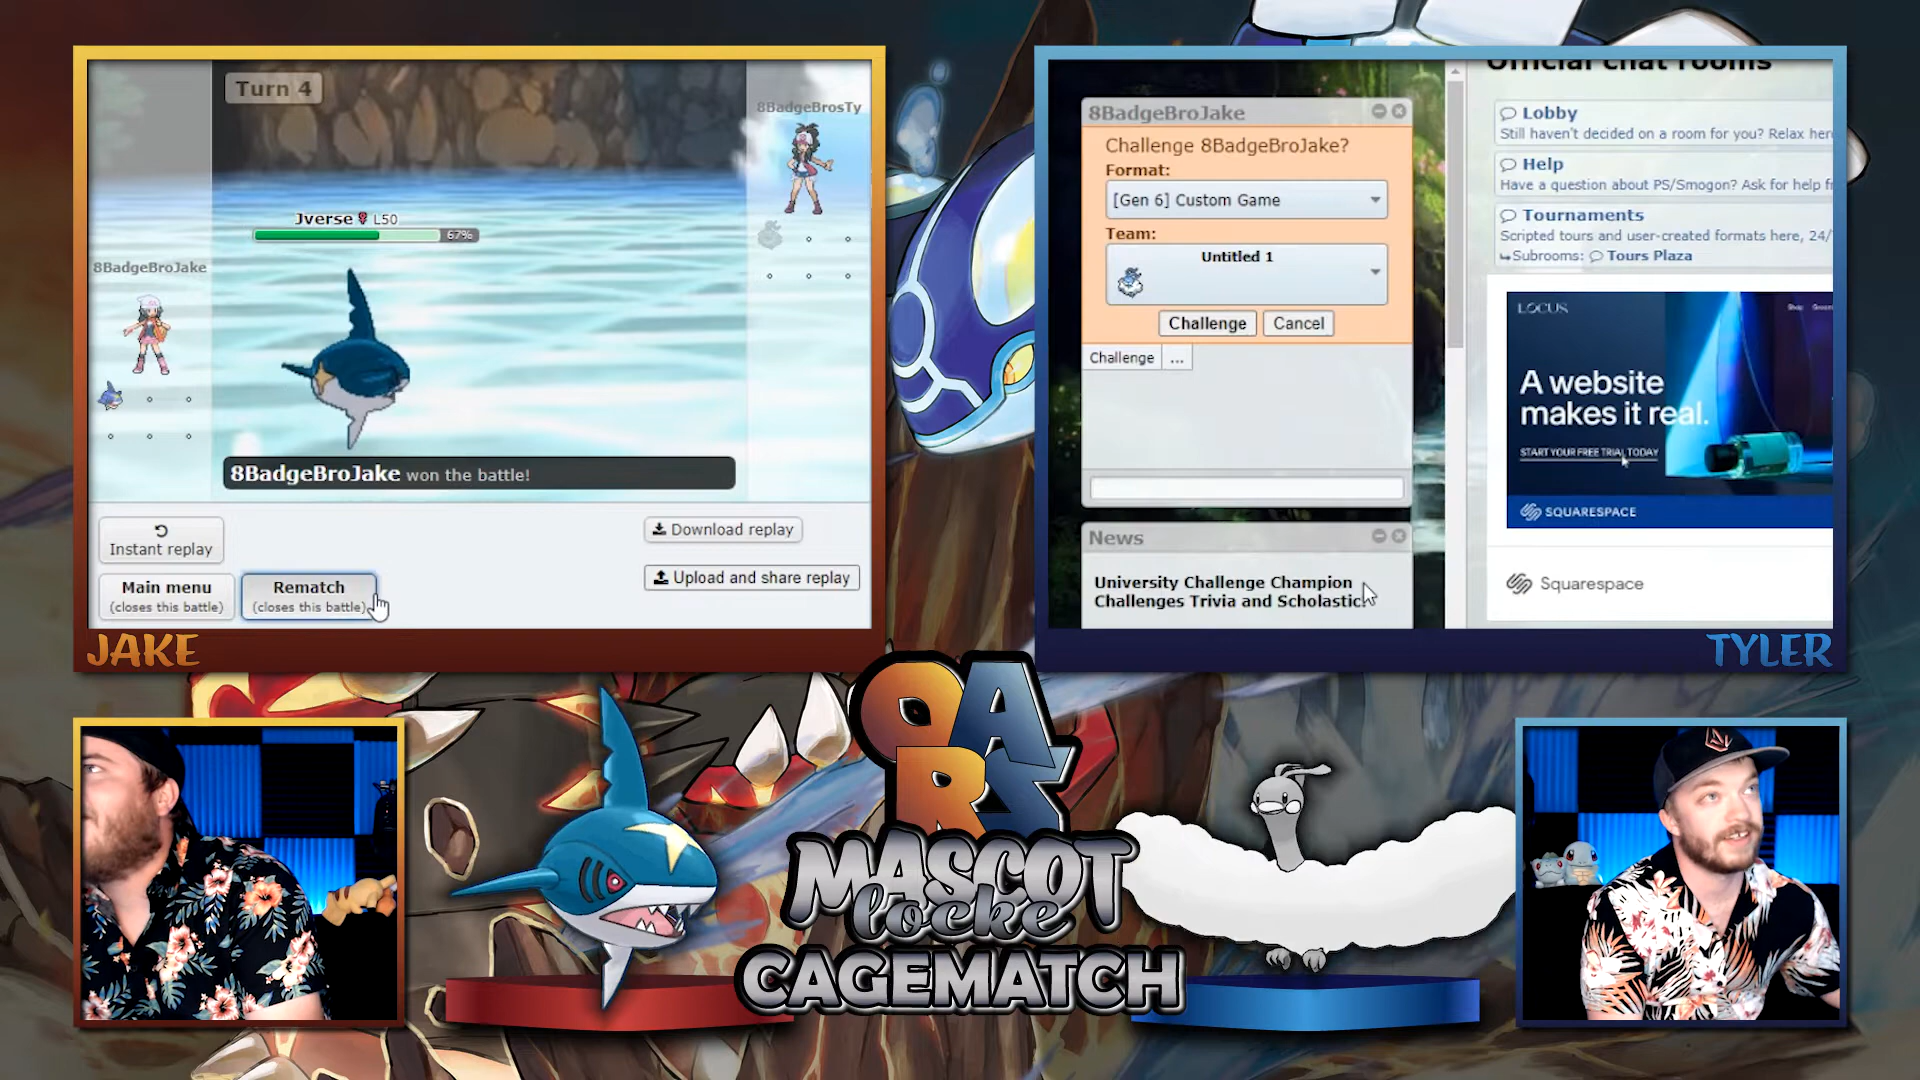 Turn 4
8BadgeBrosTy
Jverse L50
67%
8BadgeBroJake
8BadgeBroJake won the battle!
Instant replay
Download replay
Upload and share replay
Main menu
(closes this battle)
Rematch
(closes this battle)
JAKE
8BadgeBroJake
Challenge 8BadgeBroJake?
Format:
[Gen 6] Custom Game
Team:
Untitled 1
Challenge
Cancel
Challenge
...
News
University Challenge Champion
Challenges Trivia and Scholastic
Official chat rooms
Lobby
Still haven't decided on a room for you? Relax here
Help
Have a question about PS/Smogon? Ask for help
Tournaments
Scripted tours and user-created formats here, 24/
Subrooms: Tours Plaza
LOCUS
Shop
A website
makes it real.
START YOUR FREE TRIAL TODAY
SQUARESPACE
Squarespace
TYLER
ORAS
MASCOT
locke
CAGEMATCH